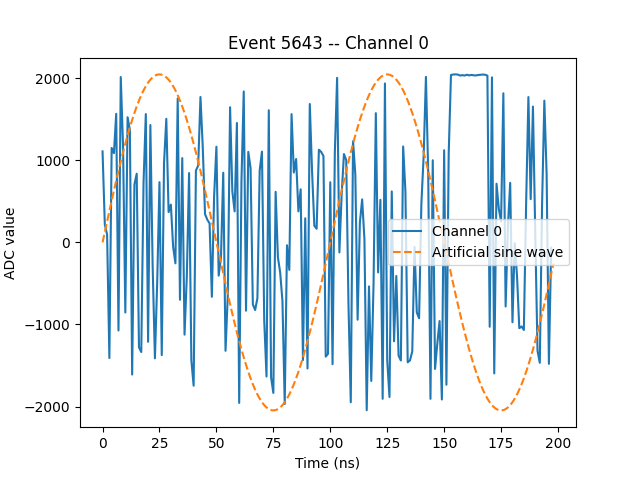 Event 5643 -- Channel 0
ADC value
2000
1000
0
−1000
−2000
Channel 0
Artificial sine wave
0 25 50 75 100 125 150 175 200
Time (ns)